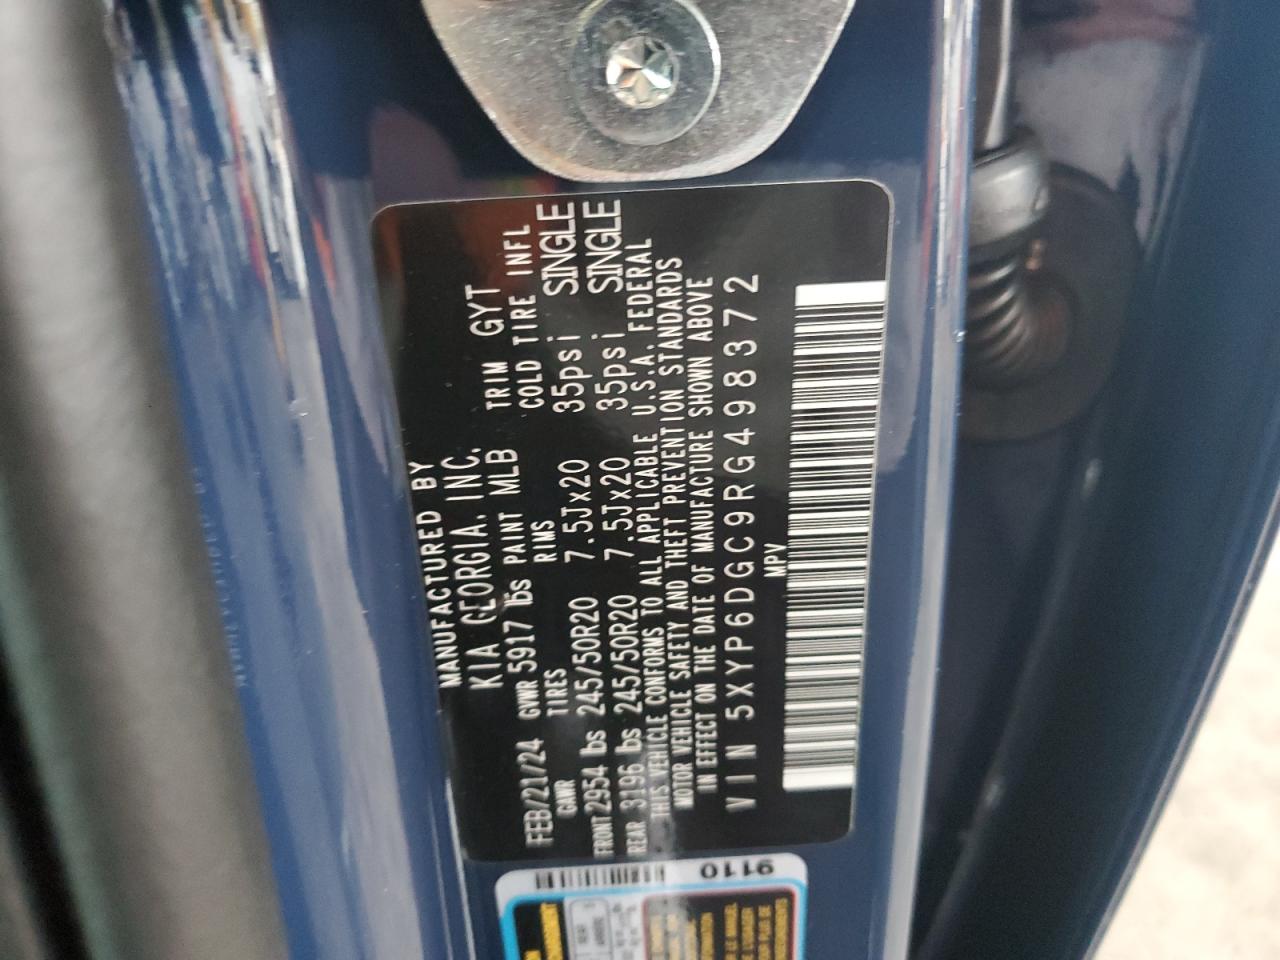 MANUFACTURED BY
KIA GEORGIA, INC.
FEB/21/24 GVWR 5917 lbs PAINT MLB TRIM GYT
GAWR TIRES RIMS COLD TIRE INFL
FRONT 2954 lbs 245/50R20 7.5Jx20 35psi SINGLE
REAR 3196 lbs 245/50R20 7.5Jx20 35psi SINGLE
THIS VEHICLE CONFORMS TO ALL APPLICABLE U.S.A. FEDERAL
MOTOR VEHICLE SAFETY AND THEFT PREVENTION STANDARDS
IN EFFECT ON THE DATE OF MANUFACTURE SHOWN ABOVE
VIN 5XYP6DGC9RG498372
MPV
9110